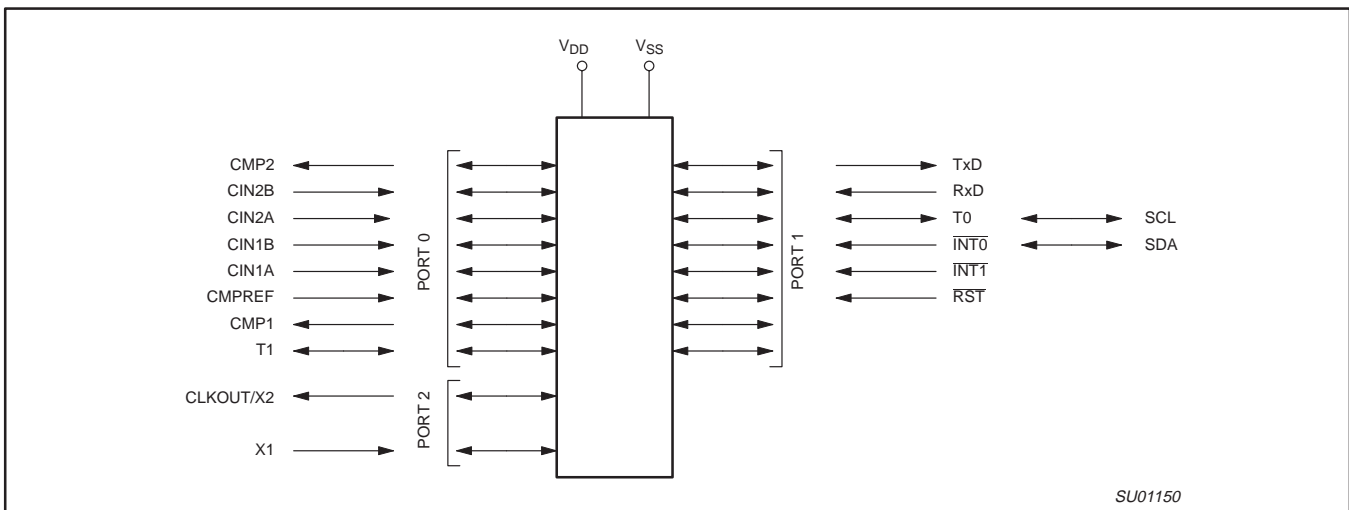 VDD VSS
CMP2 TxD
CIN2B RxD
CIN2A T0 SCL
CIN1B INT0 SDA
CIN1A INT1
CMPREF RST
CMP1
T1
PORT 0
PORT 1
CLKOUT/X2
X1
PORT 2
SU01150